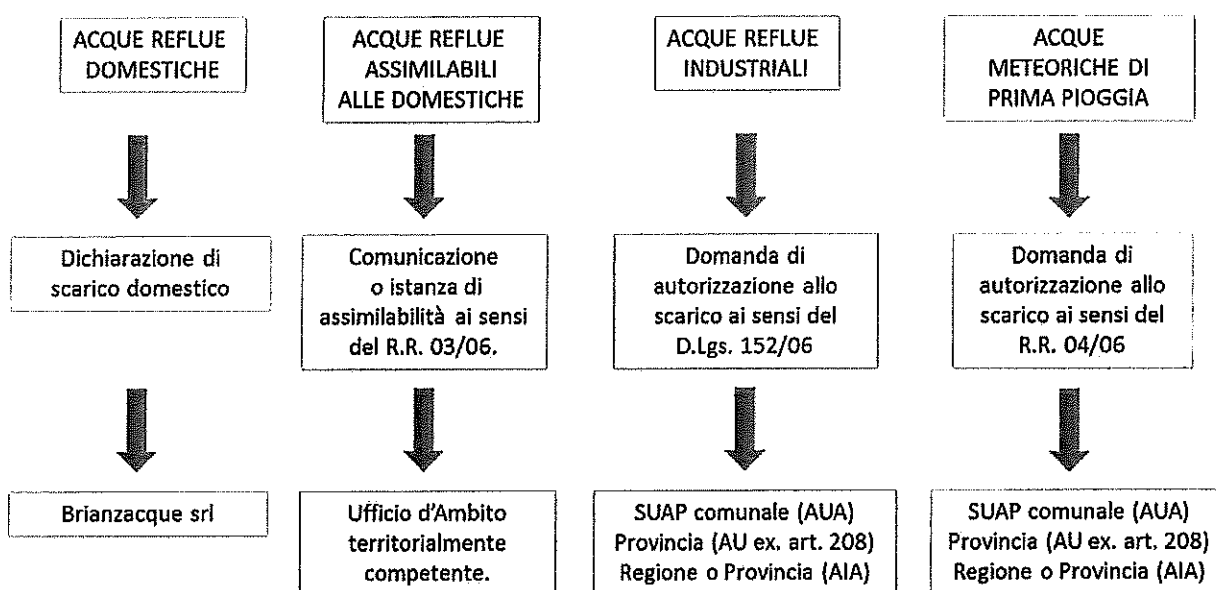 ACQUE REFLUE
DOMESTICHE
ACQUE REFLUE
ASSIMILABILI
ALLE DOMESTICHE
ACQUE REFLUE
INDUSTRIALI
ACQUE
METEORICHE DI
PRIMA PIOGGIA
Dichiarazione di
scarico domestico
Comunicazione
o istanza di
assimilabilità ai sensi
del R.R. 03/06.
Domanda di
autorizzazione allo
scarico ai sensi del
D.Lgs. 152/06
Domanda di
autorizzazione allo
scarico ai sensi del
R.R. 04/06
Brianzacque srl
Ufficio d'Ambito
territorialmente
competente.
SUAP comunale (AUA)
Provincia (AU ex. art. 208)
Regione o Provincia (AIA)
SUAP comunale (AUA)
Provincia (AU ex. art. 208)
Regione o Provincia (AIA)